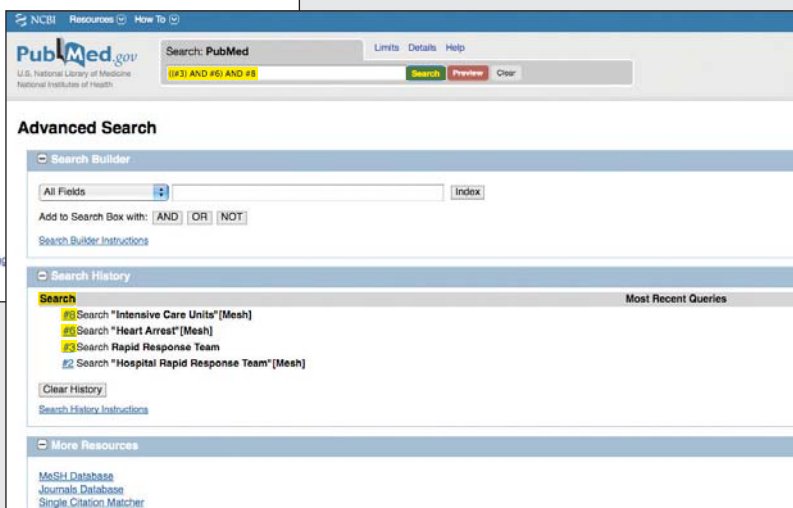 NCBI Resources How To
PubMed.gov
U.S. National Library of Medicine
National Institutes of Health
Search: PubMed
Limits Details Help
((#3) AND #6) AND #8
Search Preview Clear
Advanced Search
Search Builder
All Fields
Index
Add to Search Box with: AND OR NOT
Search Builder Instructions
Search History
Search Most Recent Queries
#8 Search "Intensive Care Units"[Mesh]
#6 Search "Heart Arrest"[Mesh]
#3 Search Rapid Response Team
#2 Search "Hospital Rapid Response Team"[Mesh]
Clear History
Search History Instructions
More Resources
MeSH Database
Journals Database
Single Citation Matcher